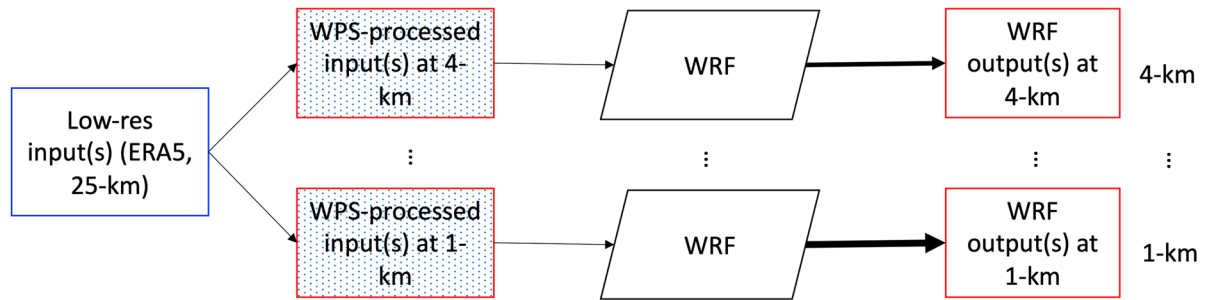 WPS-processed
input(s) at 4-
km
WRF
WRF
output(s) at
4-km
4-km
Low-res
input(s) (ERA5,
25-km)
...
...
...
...
WPS-processed
input(s) at 1-
km
WRF
WRF
output(s) at
1-km
1-km